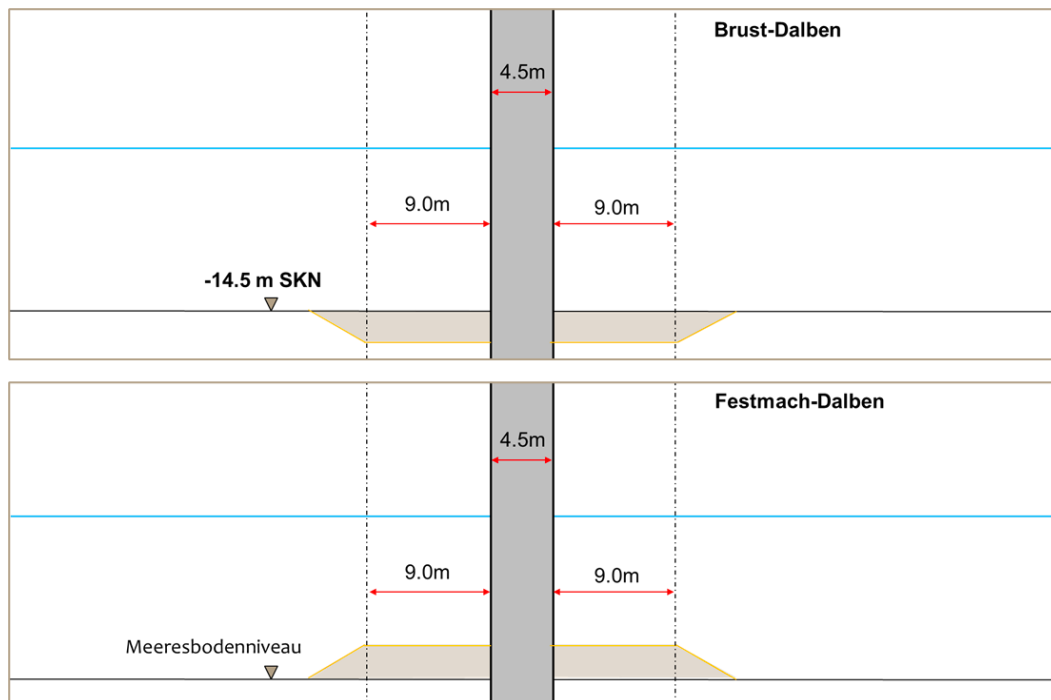 Brust-Dalben
4.5m
9.0m
9.0m
-14.5 m SKN
Festmach-Dalben
4.5m
9.0m
9.0m
Meeresbodenniveau